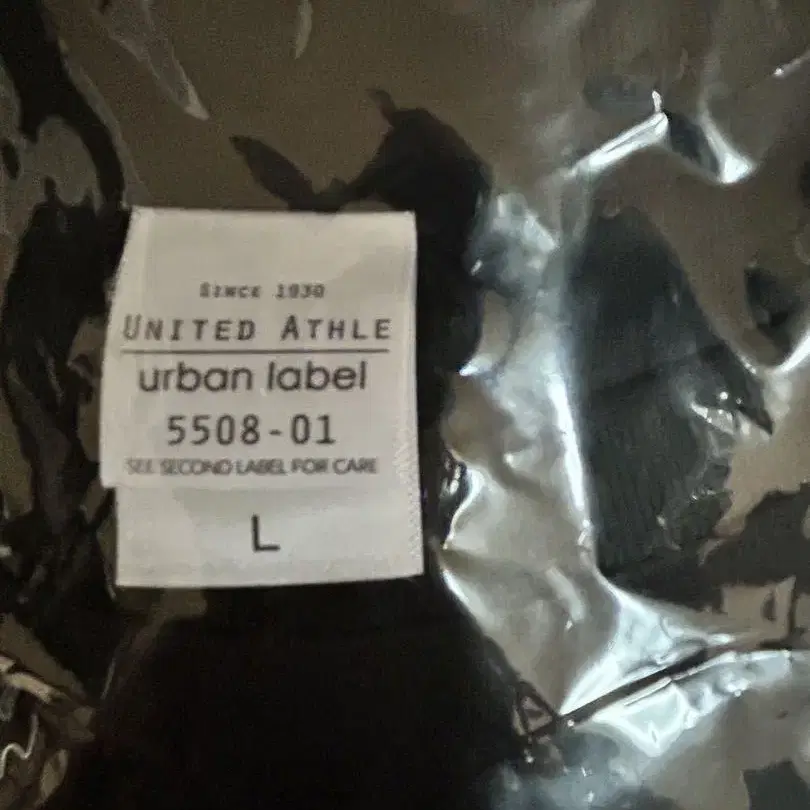 SINCE 1930
UNITED ATHLE
urban label
5508-01
SEE SECOND LABEL FOR CARE
L